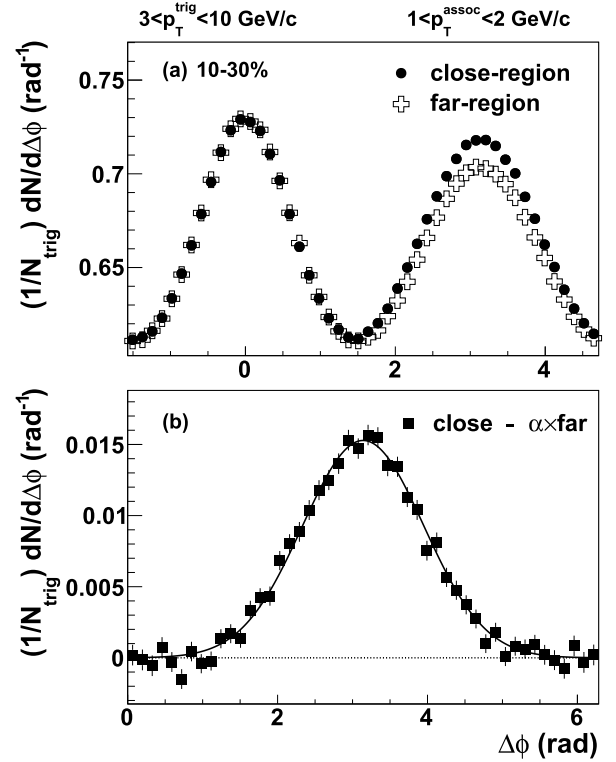 3<p_T^trig<10 GeV/c 1<p_T^assoc<2 GeV/c
(1/N_trig) dN/dΔϕ (rad⁻¹)
(a) 10-30%
close-region
far-region
0.75
0.7
0.65
0 2 4
(1/N_trig) dN/dΔϕ (rad⁻¹)
(b)
close - α×far
0.015
0.01
0.005
0
0 2 4 6
Δϕ (rad)